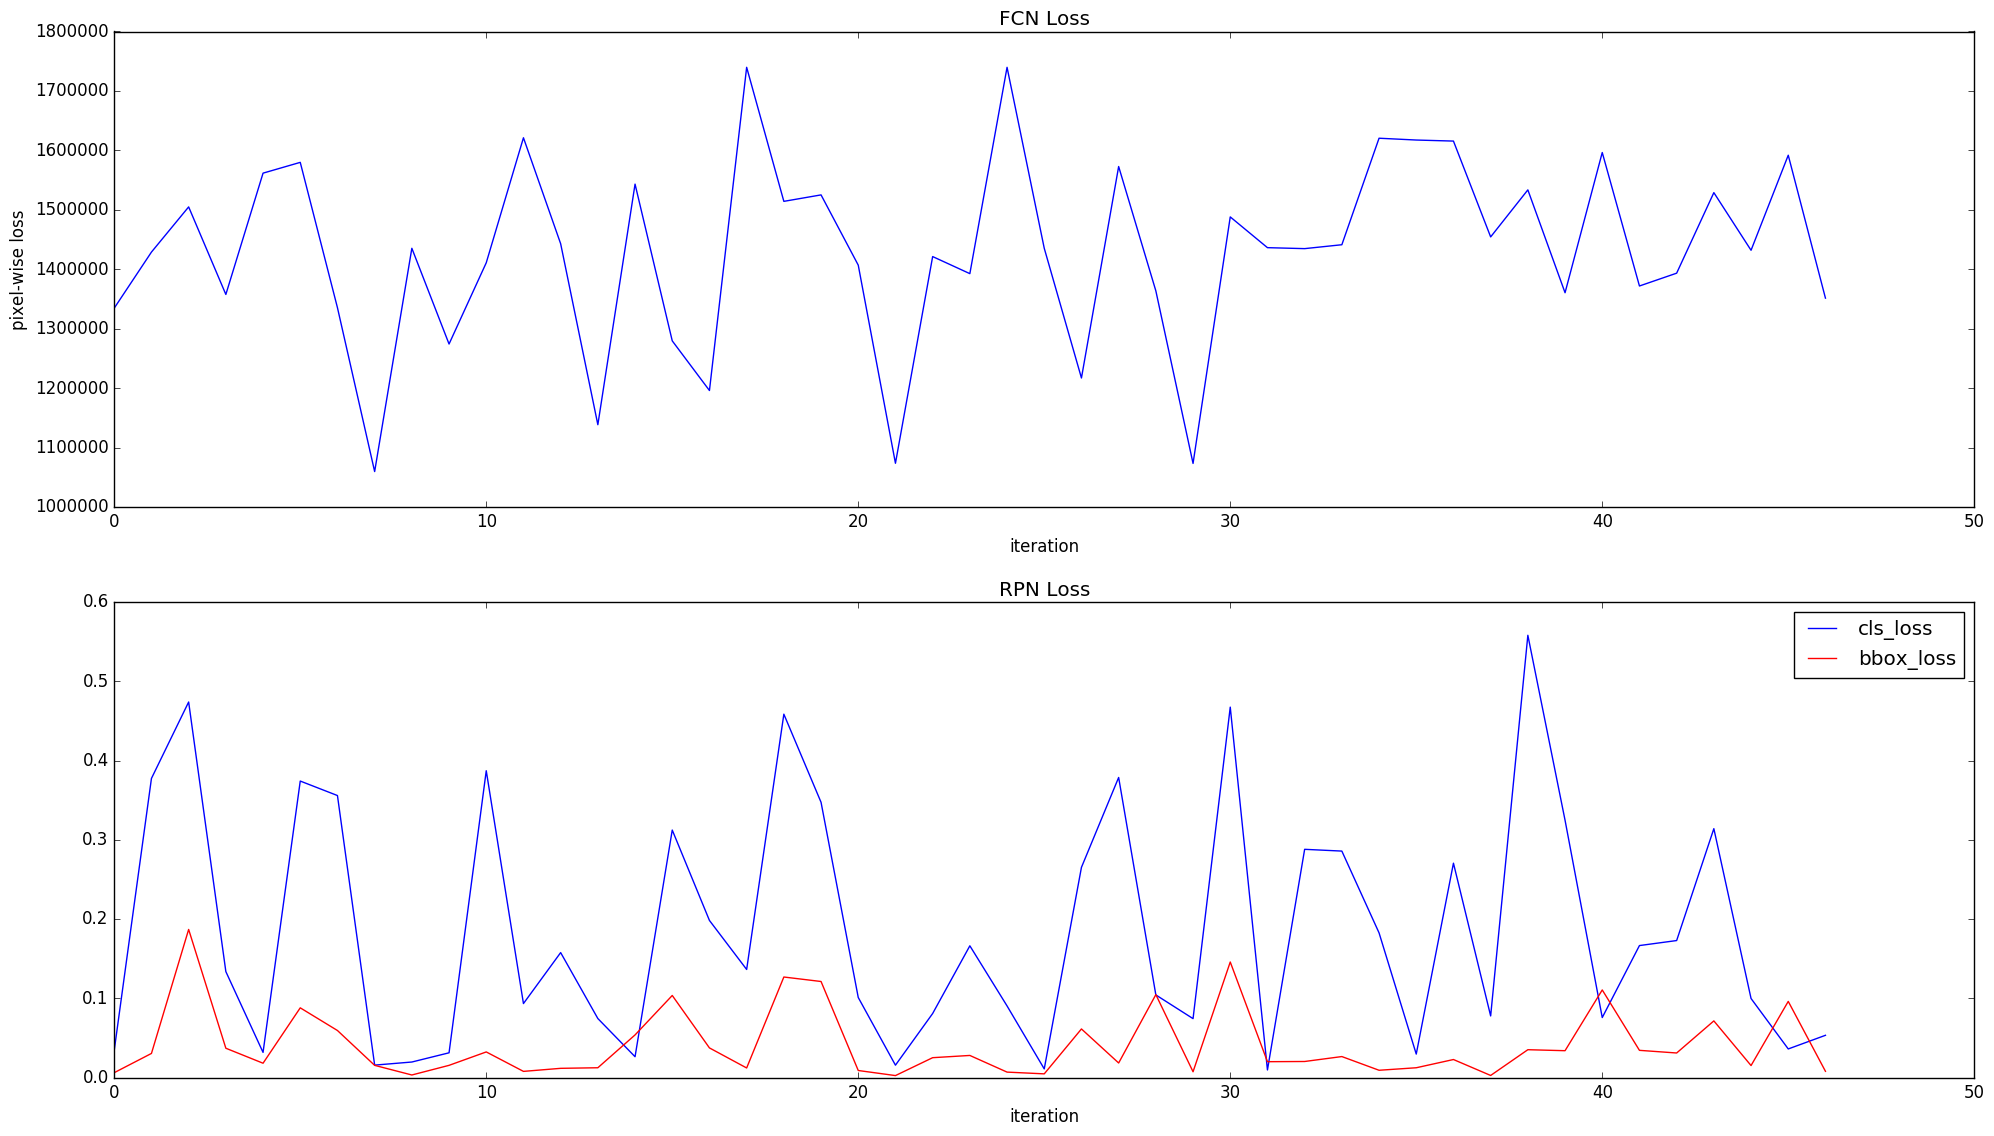 FCN Loss
1800000
1700000
1600000
1500000
1400000
1300000
1200000
1100000
1000000
pixel-wise loss
0 10 20 30 40 50
iteration
RPN Loss
0.6
0.5
0.4
0.3
0.2
0.1
0.0
cls_loss
bbox_loss
0 10 20 30 40 50
iteration